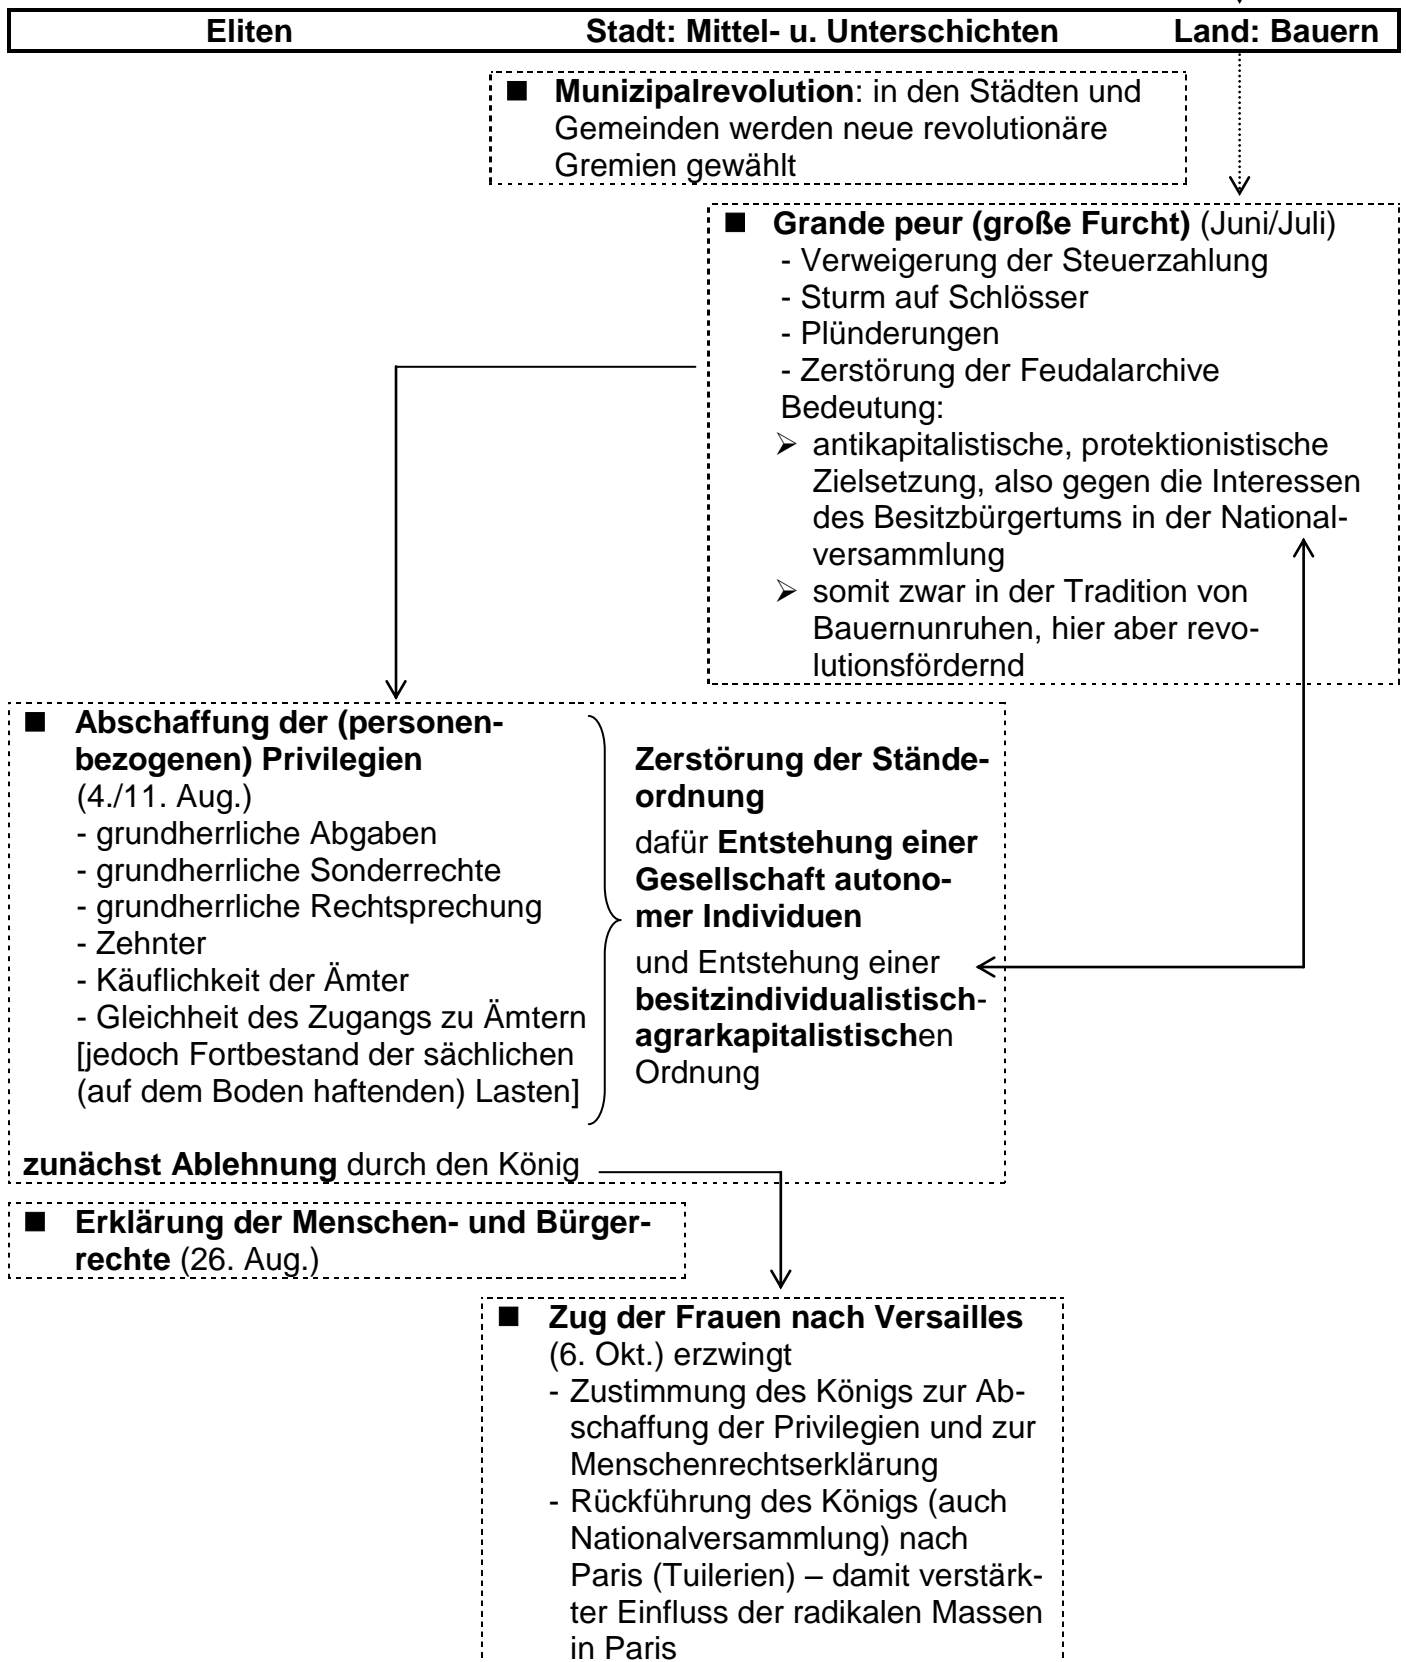 Eliten Stadt: Mittel- u. Unterschichten Land: Bauern
■ Munizipalrevolution: in den Städten und
Gemeinden werden neue revolutionäre
Gremien gewählt
■ Grande peur (große Furcht) (Juni/Juli)
- Verweigerung der Steuerzahlung
- Sturm auf Schlösser
- Plünderungen
- Zerstörung der Feudalarchive
Bedeutung:
➢ antikapitalistische, protektionistische
Zielsetzung, also gegen die Interessen
des Besitzbürgertums in der National-
versammlung
➢ somit zwar in der Tradition von
Bauernunruhen, hier aber revo-
lutionsfördernd
■ Abschaffung der (personen-
bezogenen) Privilegien
(4./11. Aug.)
- grundherrliche Abgaben
- grundherrliche Sonderrechte
- grundherrliche Rechtsprechung
- Zehnter
- Käuflichkeit der Ämter
- Gleichheit des Zugangs zu Ämtern
[jedoch Fortbestand der sächlichen
(auf dem Boden haftenden) Lasten]
Zerstörung der Stände-
ordnung
dafür Entstehung einer
Gesellschaft autono-
mer Individuen
und Entstehung einer
besitzindividualistisch-
agrarkapitalistischen
Ordnung
zunächst Ablehnung durch den König
■ Erklärung der Menschen- und Bürger-
rechte (26. Aug.)
■ Zug der Frauen nach Versailles
(6. Okt.) erzwingt
- Zustimmung des Königs zur Ab-
schaffung der Privilegien und zur
Menschenrechtserklärung
- Rückführung des Königs (auch
Nationalversammlung) nach
Paris (Tuilerien) – damit verstärk-
ter Einfluss der radikalen Massen
in Paris